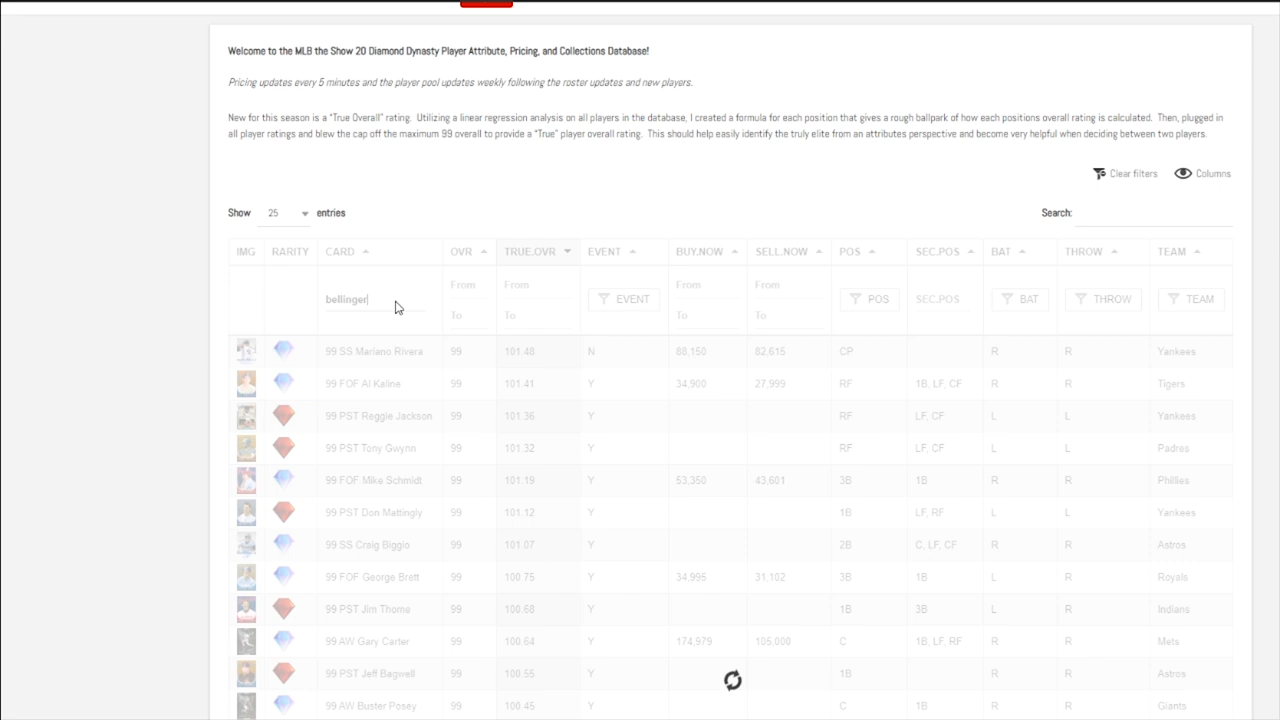 Welcome to the MLB the Show 20 Diamond Dynasty Player Attribute, Pricing, and Collections Database!
Pricing updates every 5 minutes and the player pool updates weekly following the roster updates and new players.
New for this season is a "True Overall" rating. Utilizing a linear regression analysis on all players in the database, I created a formula for each position that gives a rough ballpark of how each positions overall rating is calculated. Then, plugged in
all player ratings and blew the cap off the maximum 99 overall to provide a "True" player overall rating. This should help easily identify the truly elite from an attributes perspective and become very helpful when deciding between two players.
Clear filters Columns
Show 25 entries Search:
IMG RARITY CARD OVR TRUE.OVR EVENT BUY.NOW SELL.NOW POS SEC.POS BAT THROW TEAM
From From From From
bellinger EVENT POS SEC.POS BAT THROW TEAM
To To To To
99 SS Mariano Rivera 99 101.48 N 88,150 82,615 CP R R Yankees
99 FOF Al Kaline 99 101.41 Y 34,900 27,999 RF 1B, LF, CF R R Tigers
99 PST Reggie Jackson 99 101.36 Y RF LF, CF L L Yankees
99 PST Tony Gwynn 99 101.32 Y RF LF, CF L L Padres
99 FOF Mike Schmidt 99 101.19 Y 53,350 43,601 3B 1B R R Phillies
99 PST Don Mattingly 99 101.12 Y 1B LF, RF L L Yankees
99 SS Craig Biggio 99 101.07 Y 2B C, LF, CF R R Astros
99 FOF George Brett 99 100.75 Y 34,995 31,102 3B 1B L R Royals
99 PST Jim Thome 99 100.68 Y 1B 3B L R Indians
99 AW Gary Carter 99 100.64 Y 174,979 105,000 C 1B, LF, RF R R Mets
99 PST Jeff Bagwell 99 100.55 Y 1B R R Astros
99 AW Buster Posey 99 100.45 Y C 1B R R Giants